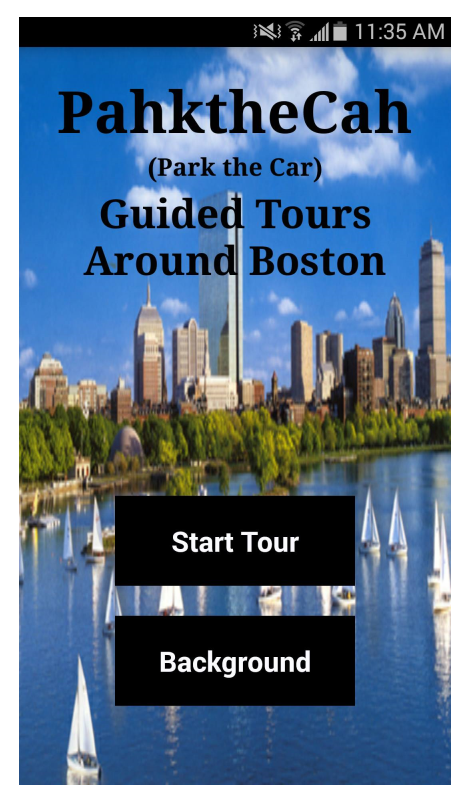 11:35 AM
PahktheCah
(Park the Car)
Guided Tours
Around Boston
Start Tour
Background